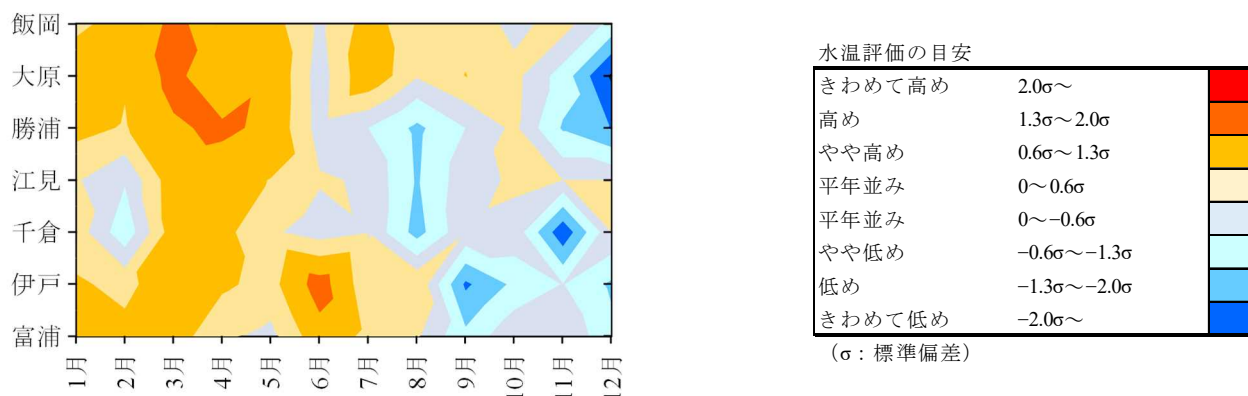 飯岡
大原
勝浦
江見
千倉
伊戸
富浦
1月
2月
3月
4月
5月
6月
7月
8月
9月
10月
11月
12月
水温評価の目安
きわめて高め 2.0σ～
高め 1.3σ～2.0σ
やや高め 0.6σ～1.3σ
平年並み 0～0.6σ
平年並み 0～−0.6σ
やや低め −0.6σ～−1.3σ
低め −1.3σ～−2.0σ
きわめて低め −2.0σ～
（σ：標準偏差）